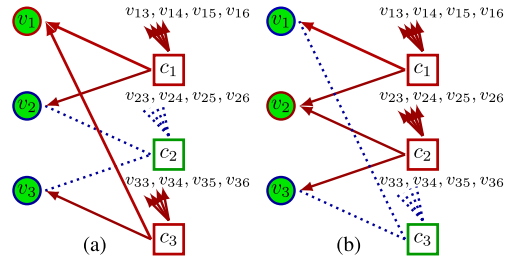 v₁ v₁₃, v₁₄, v₁₅, v₁₆
c₁
v₂ v₂₃, v₂₄, v₂₅, v₂₆
c₂
v₃ v₃₃, v₃₄, v₃₅, v₃₆
c₃
(a)
v₁ v₁₃, v₁₄, v₁₅, v₁₆
c₁
v₂ v₂₃, v₂₄, v₂₅, v₂₆
c₂
v₃ v₃₃, v₃₄, v₃₅, v₃₆
c₃
(b)